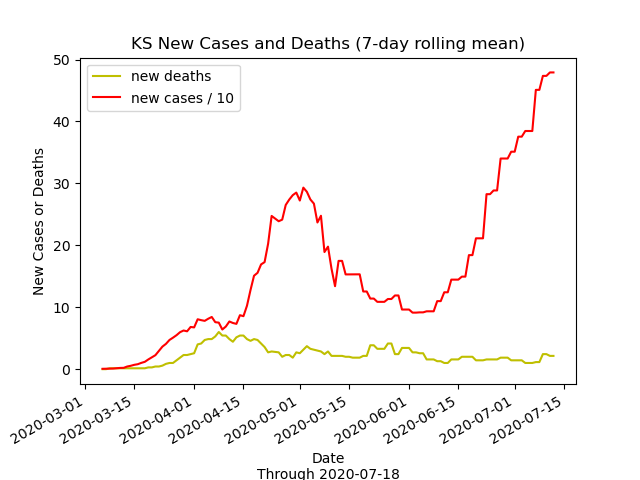 KS New Cases and Deaths (7-day rolling mean)
new deaths
new cases / 10
New Cases or Deaths
50
40
30
20
10
0
2020-03-01
2020-03-15
2020-04-01
2020-04-15
2020-05-01
2020-05-15
2020-06-01
2020-06-15
2020-07-01
2020-07-15
Date
Through 2020-07-18